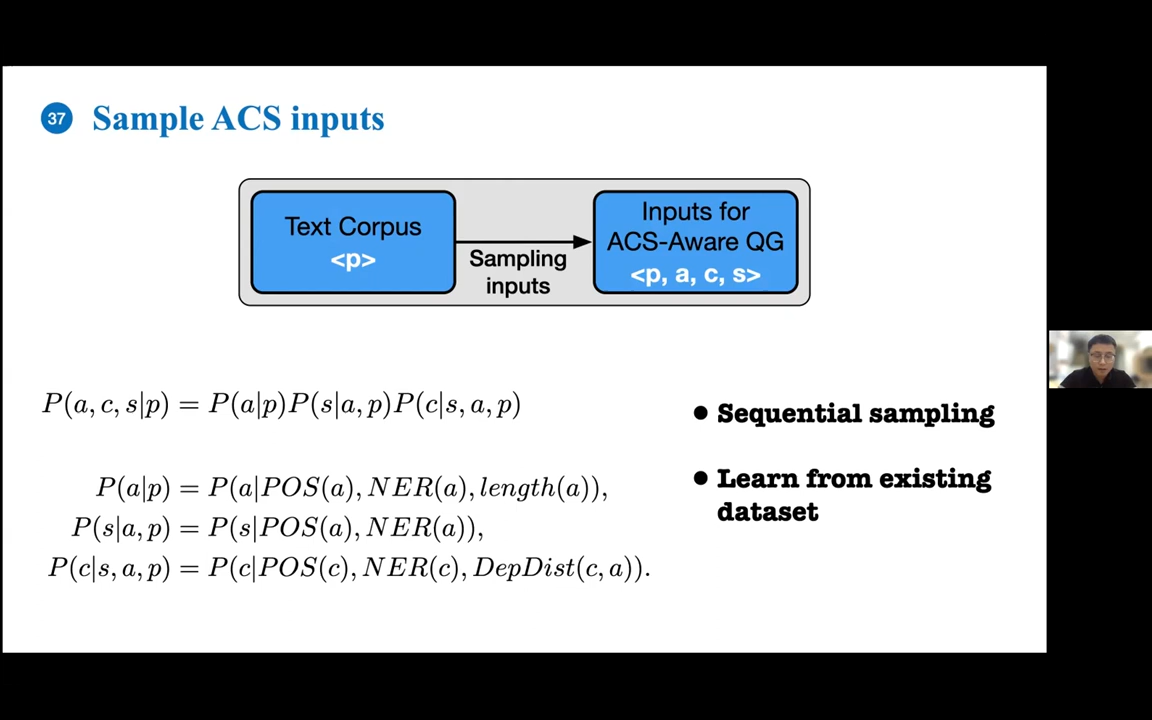 37 Sample ACS inputs
Text Corpus
<p>
Sampling
inputs
Inputs for
ACS-Aware QG
<p, a, c, s>
P(a, c, s|p) = P(a|p)P(s|a, p)P(c|s, a, p)
P(a|p) = P(a|POS(a), NER(a), length(a)),
P(s|a, p) = P(s|POS(a), NER(a)),
P(c|s, a, p) = P(c|POS(c), NER(c), DepDist(c, a)).
• Sequential sampling
• Learn from existing
dataset